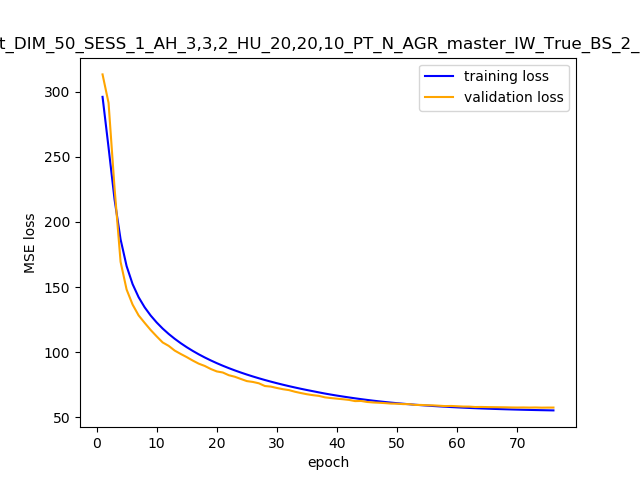 t_DIM_50_SESS_1_AH_3,3,2_HU_20,20,10_PT_N_AGR_master_IW_True_BS_2_
training loss
validation loss
300
250
200
150
100
50
MSE loss
0 10 20 30 40 50 60 70
epoch